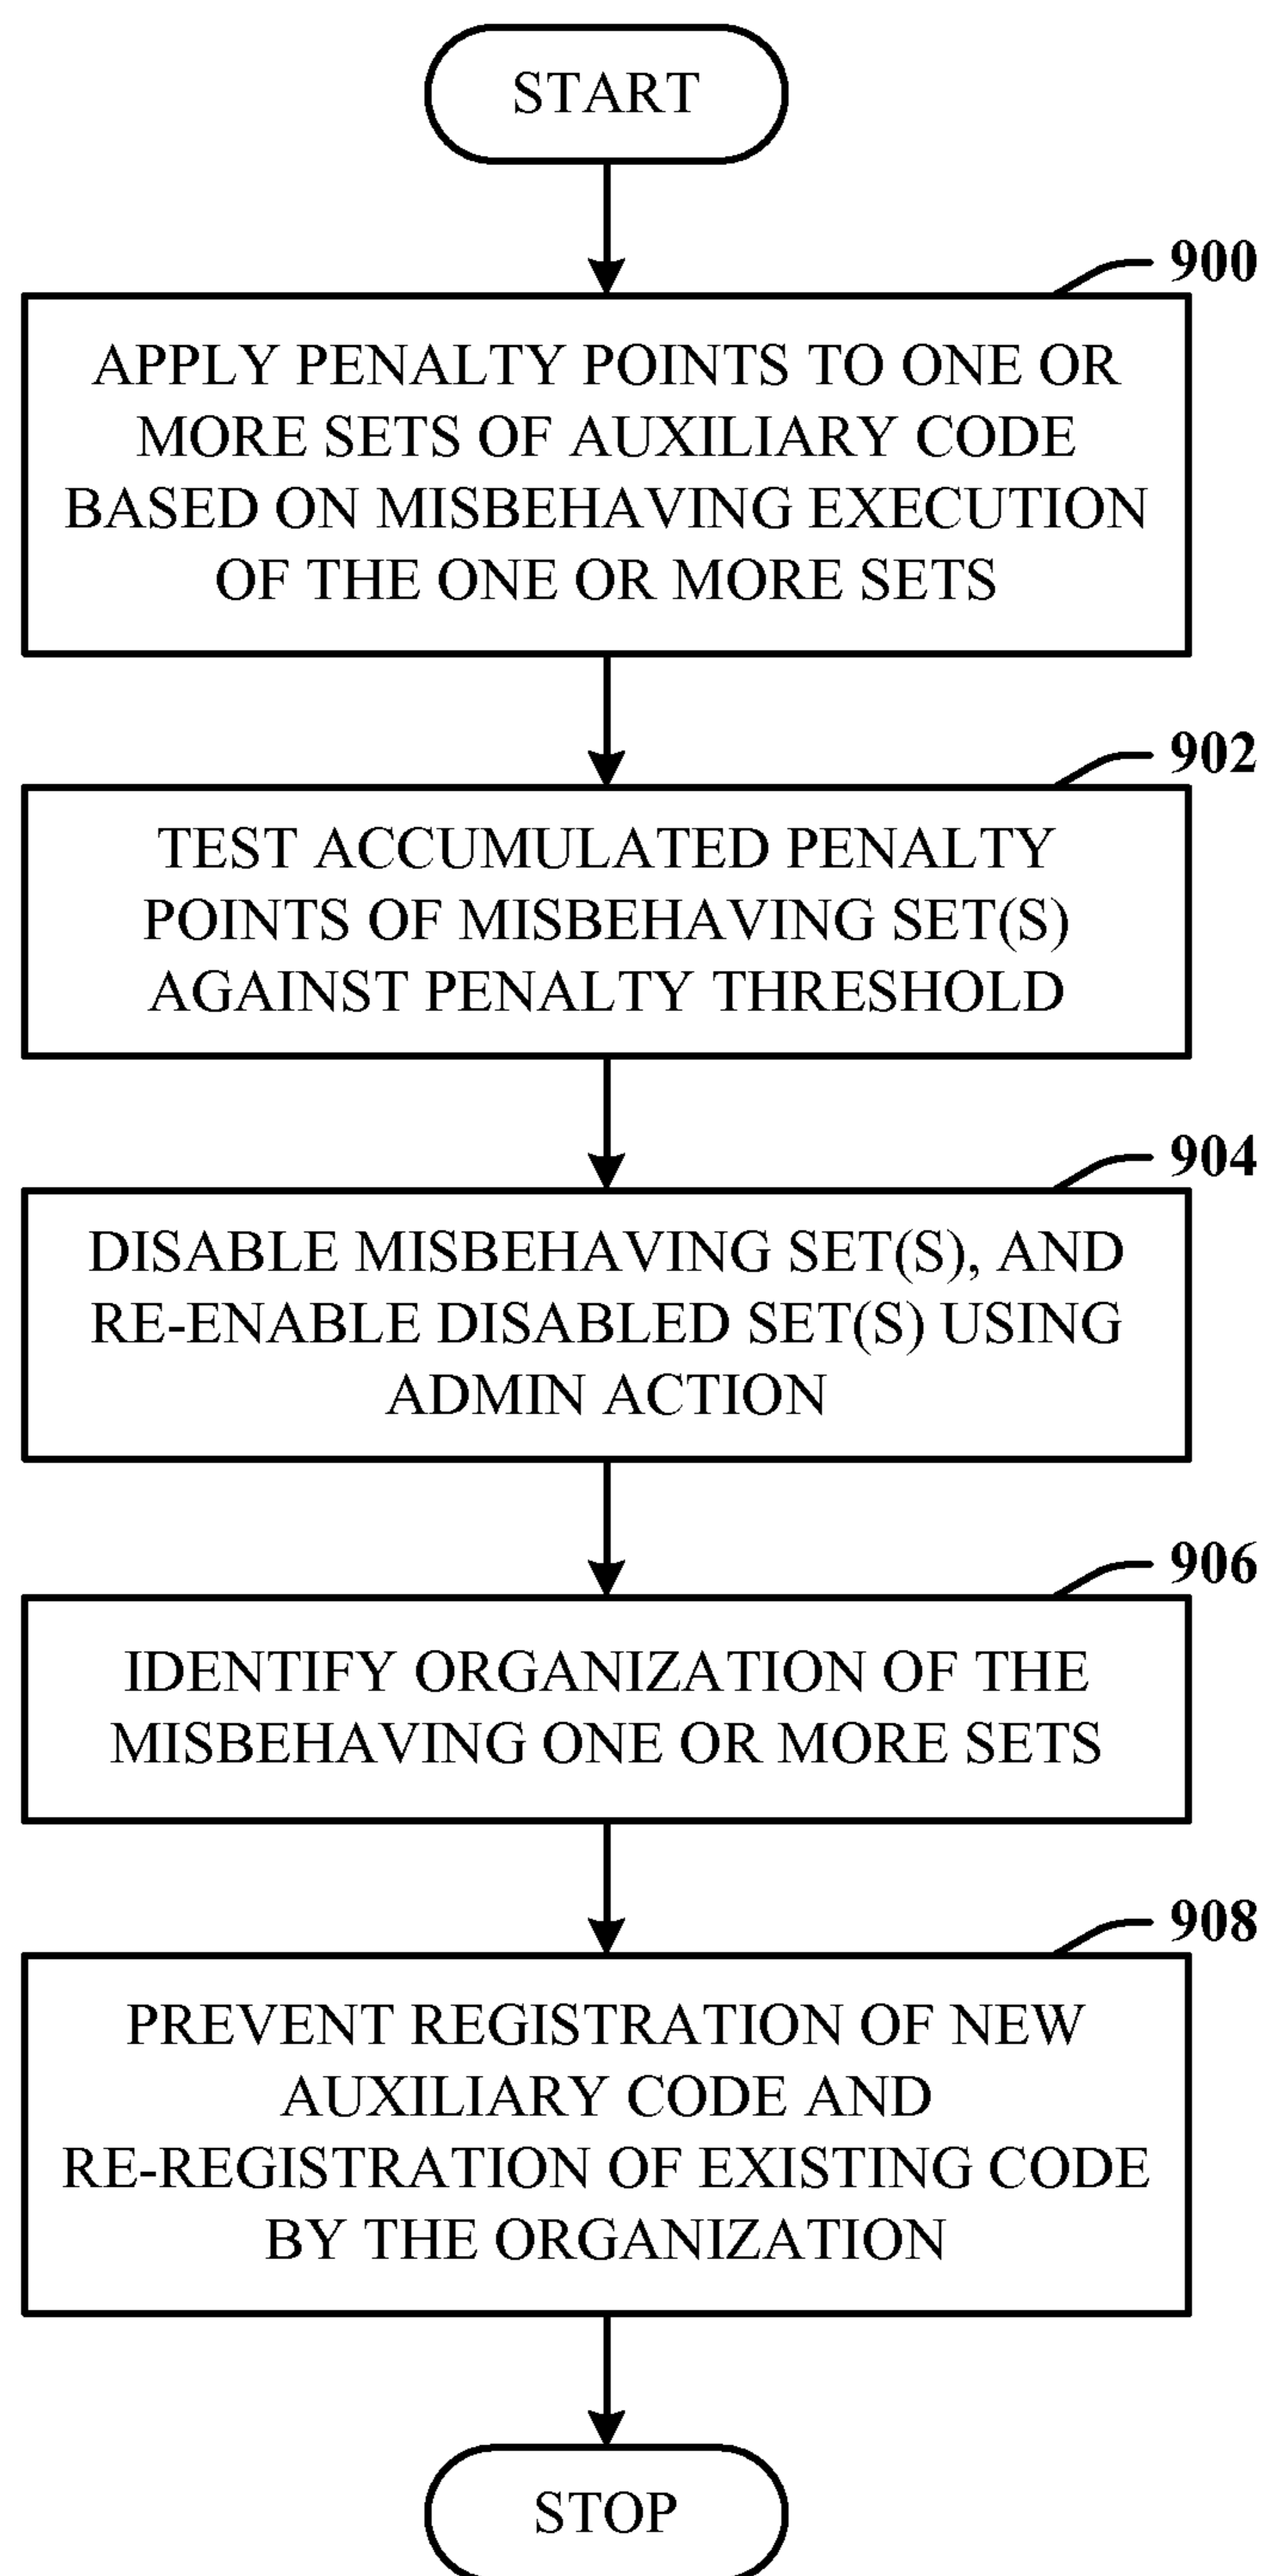 START
900
APPLY PENALTY POINTS TO ONE OR
MORE SETS OF AUXILIARY CODE
BASED ON MISBEHAVING EXECUTION
OF THE ONE OR MORE SETS
902
TEST ACCUMULATED PENALTY
POINTS OF MISBEHAVING SET(S)
AGAINST PENALTY THRESHOLD
904
DISABLE MISBEHAVING SET(S), AND
RE-ENABLE DISABLED SET(S) USING
ADMIN ACTION
906
IDENTIFY ORGANIZATION OF THE
MISBEHAVING ONE OR MORE SETS
908
PREVENT REGISTRATION OF NEW
AUXILIARY CODE AND
RE-REGISTRATION OF EXISTING CODE
BY THE ORGANIZATION
STOP